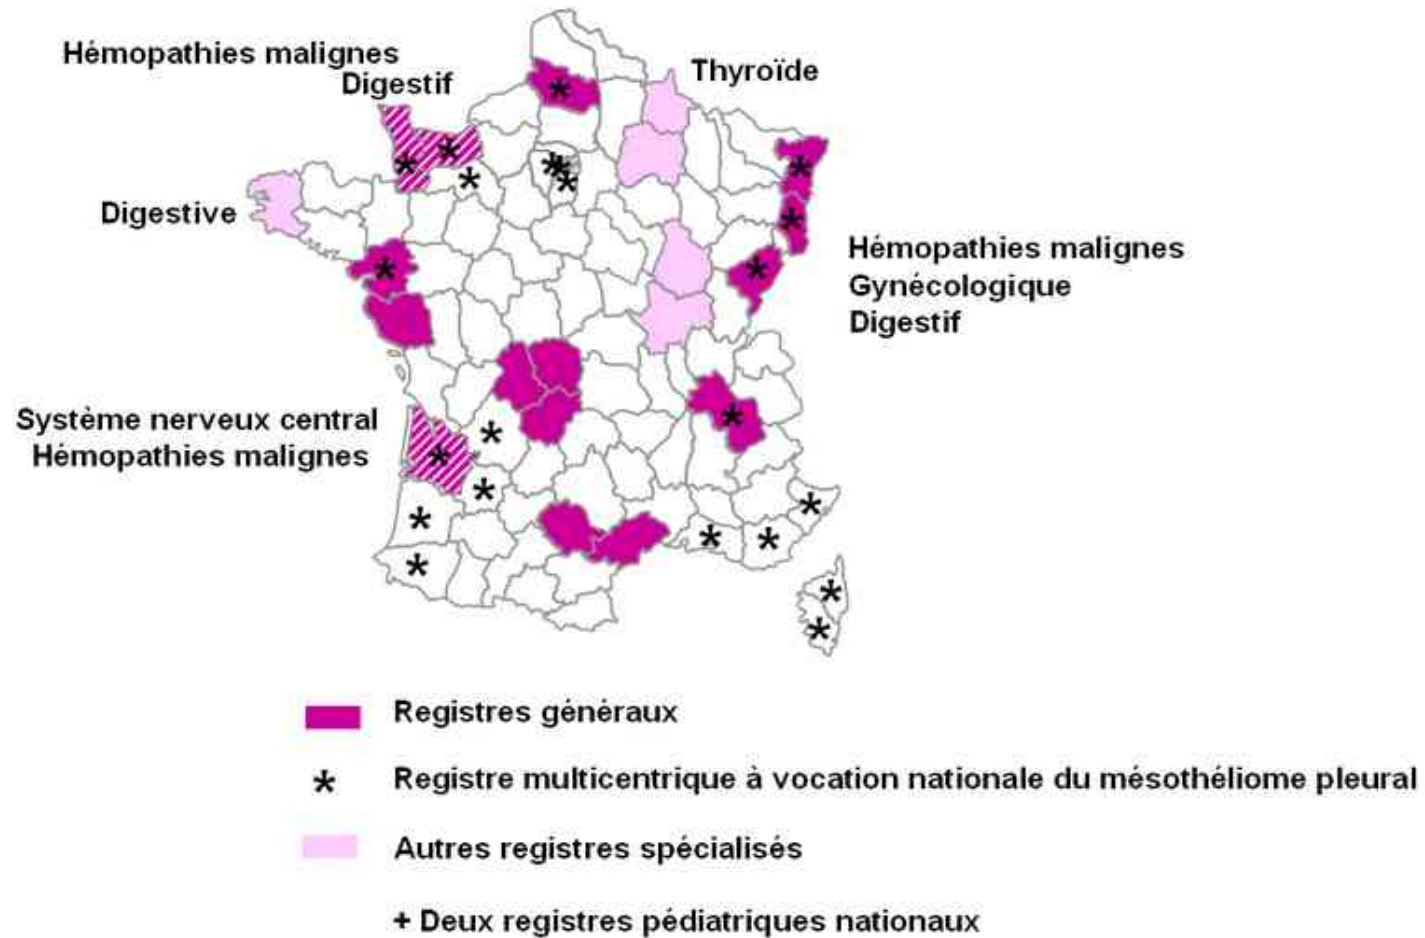 Hémopathies malignes
Digestif
Thyroïde
Digestive
Hémopathies malignes
Gynécologique
Digestif
Système nerveux central
Hémopathies malignes
Registres généraux
* Registre multicentrique à vocation nationale du mésothéliome pleural
Autres registres spécialisés
+ Deux registres pédiatriques nationaux